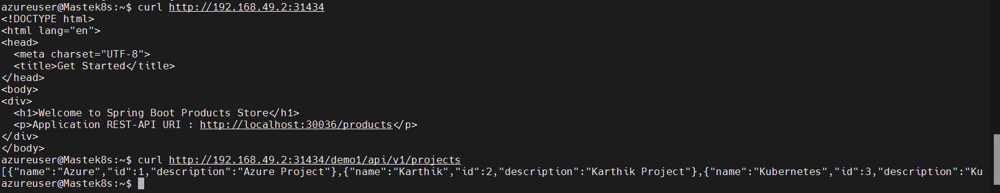 azureuser@Mastek8s:~$ curl http://192.168.49.2:31434
<!DOCTYPE html>
<html lang="en">
<head>
  <meta charset="UTF-8">
  <title>Get Started</title>
</head>
<body>
<div>
  <h1>Welcome to Spring Boot Products Store</h1>
  <p>Application REST-API URI : http://localhost:30036/products</p>
</div>
</body>
azureuser@Mastek8s:~$ curl http://192.168.49.2:31434/demo1/api/v1/projects
[{"name":"Azure","id":1,"description":"Azure Project"},{"name":"Karthik","id":2,"description":"Karthik Project"},{"name":"Kubernetes","id":3,"description":"Ku
azureuser@Mastek8s:~$